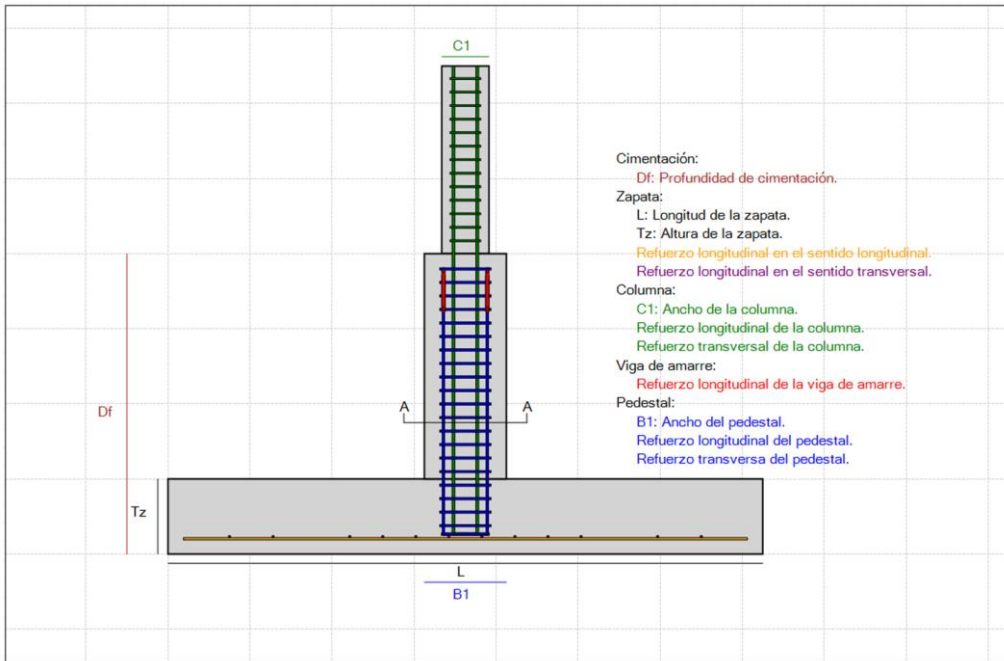 C1
Cimentación:
Df: Profundidad de cimentación.
Zapata:
L: Longitud de la zapata.
Tz: Altura de la zapata.
Refuerzo longitudinal en el sentido longitudinal.
Refuerzo longitudinal en el sentido transversal.
Columna:
C1: Ancho de la columna.
Refuerzo longitudinal de la columna.
Refuerzo transversal de la columna.
Viga de amarre:
Refuerzo longitudinal de la viga de amarre.
Pedestal:
B1: Ancho del pedestal.
Refuerzo longitudinal del pedestal.
Refuerzo transversa del pedestal.
A A
Df
Tz
L
B1